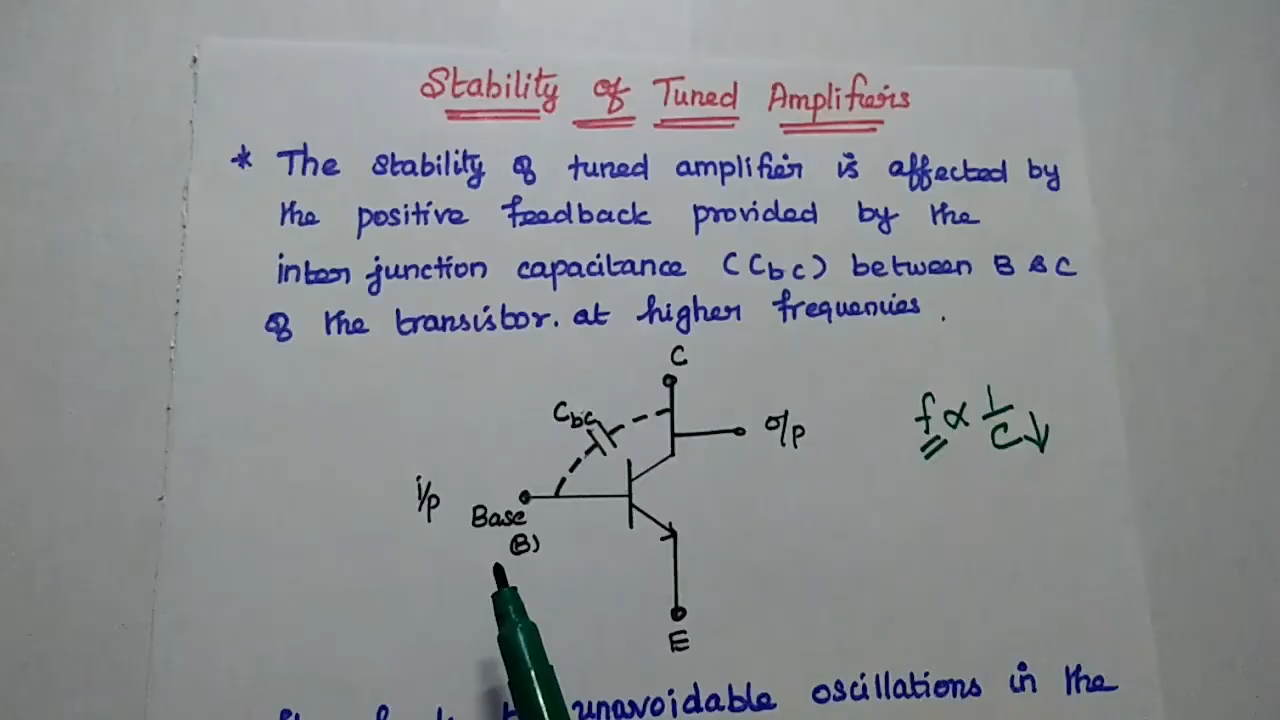 Stability of Tuned Amplifiers
* The stability of tuned amplifier is affected by
the positive feedback provided by the
inter junction capacitance (Cbc) between B & C
of the transistor. at higher frequencies.
C
Cbc
o/p
f ∝ 1/C ↓
i/p
Base
(B)
E
unavoidable oscillations in the